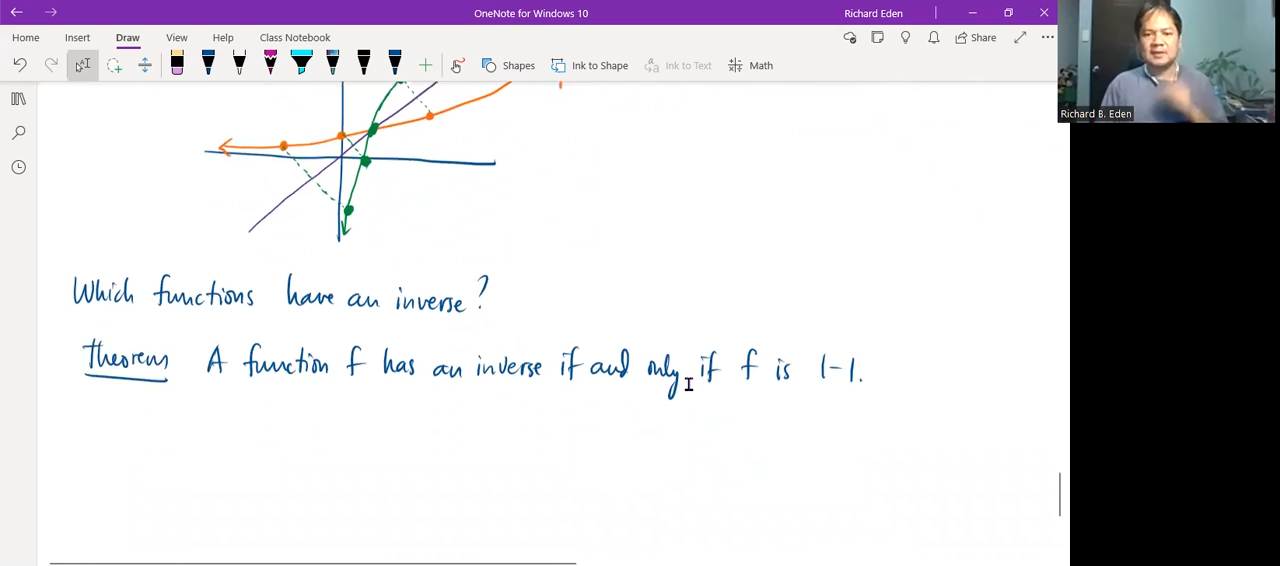 OneNote for Windows 10
Richard Eden
Home Insert Draw View Help Class Notebook
Share
Shapes Ink to Shape Ink to Text Math
Richard B. Eden
Which functions have an inverse?
Theorem A function f has an inverse if and only if f is 1-1.